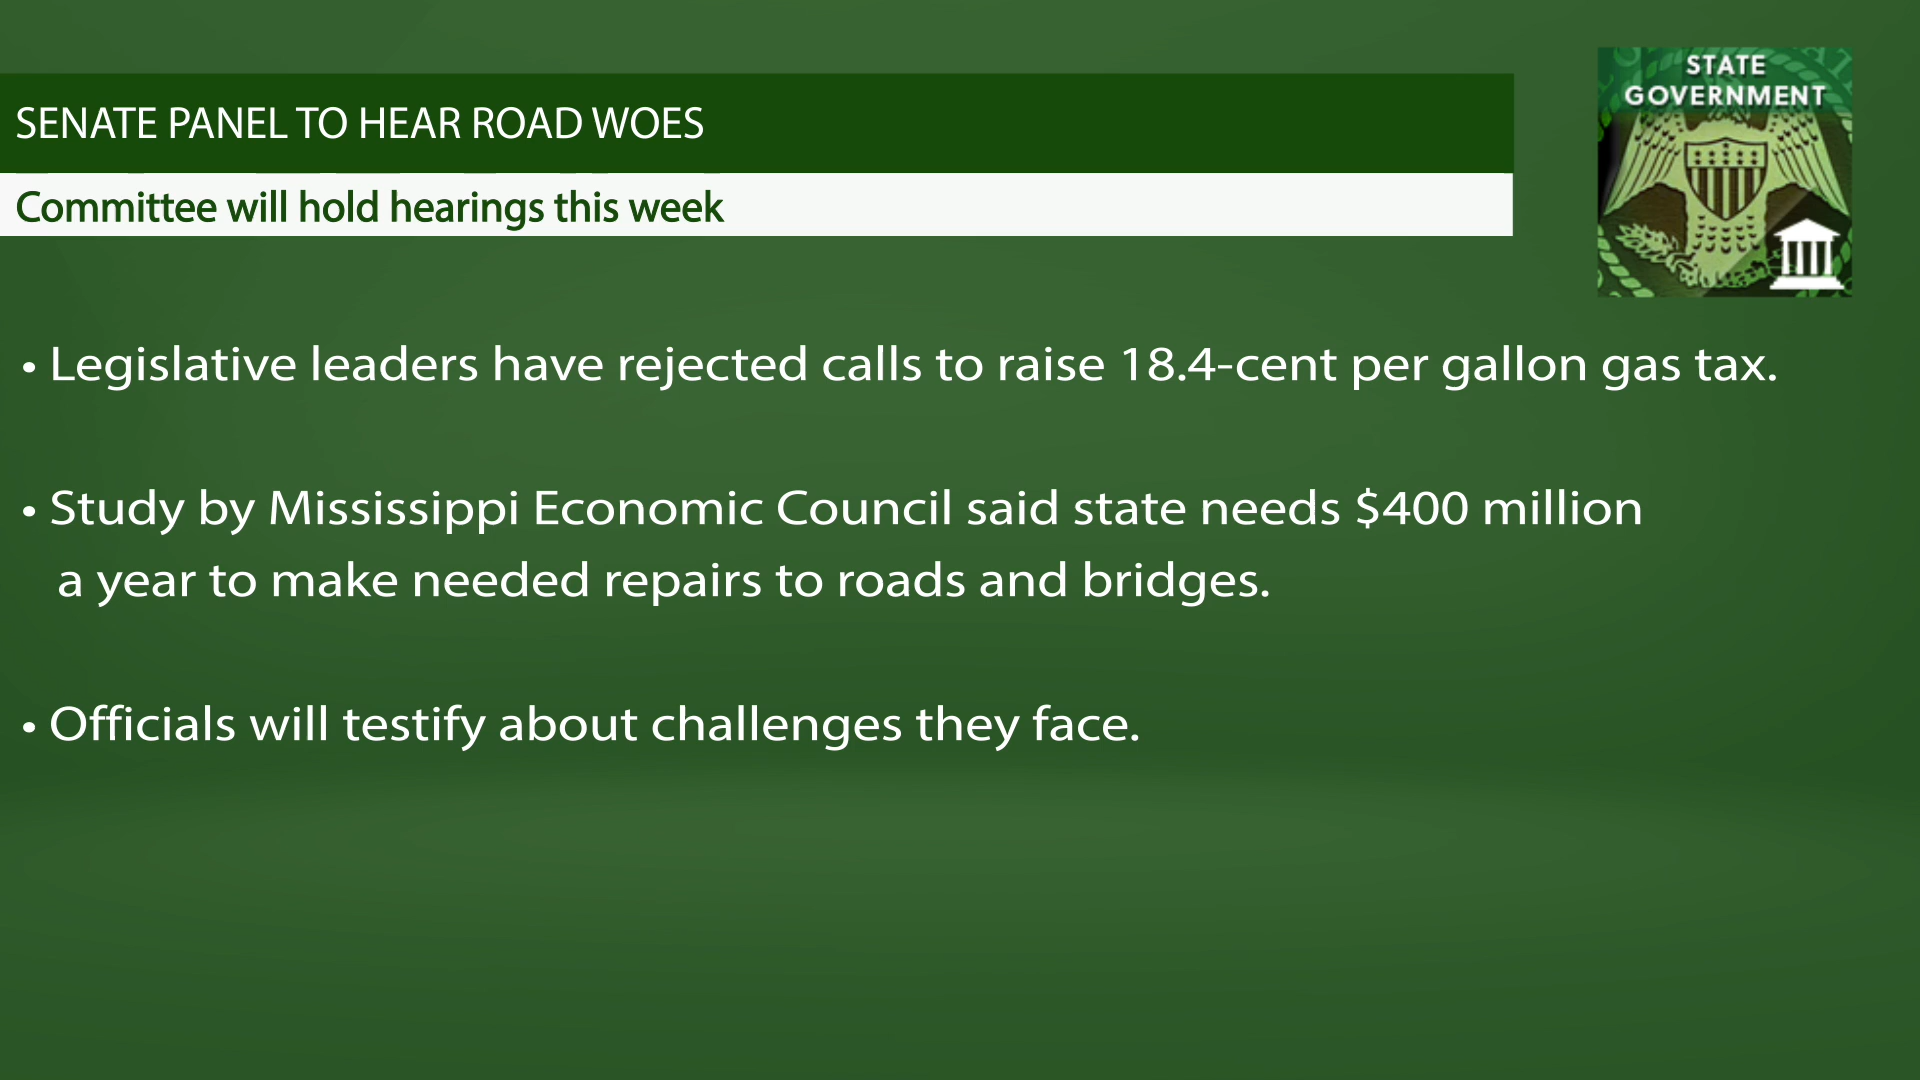 STATE
GOVERNMENT
SENATE PANEL TO HEAR ROAD WOES
Committee will hold hearings this week
• Legislative leaders have rejected calls to raise 18.4-cent per gallon gas tax.
• Study by Mississippi Economic Council said state needs $400 million
a year to make needed repairs to roads and bridges.
• Officials will testify about challenges they face.